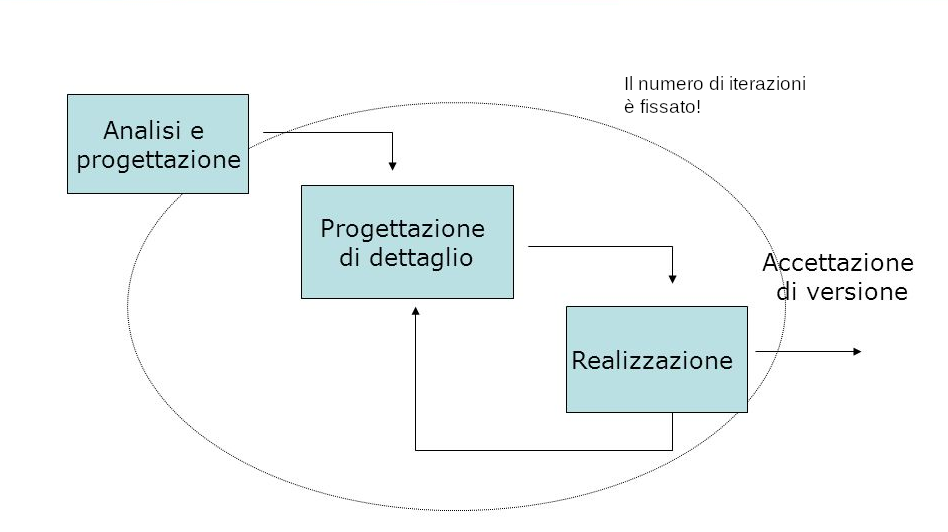 Il numero di iterazioni
è fissato!
Analisi e
progettazione
Progettazione
di dettaglio
Accettazione
di versione
Realizzazione